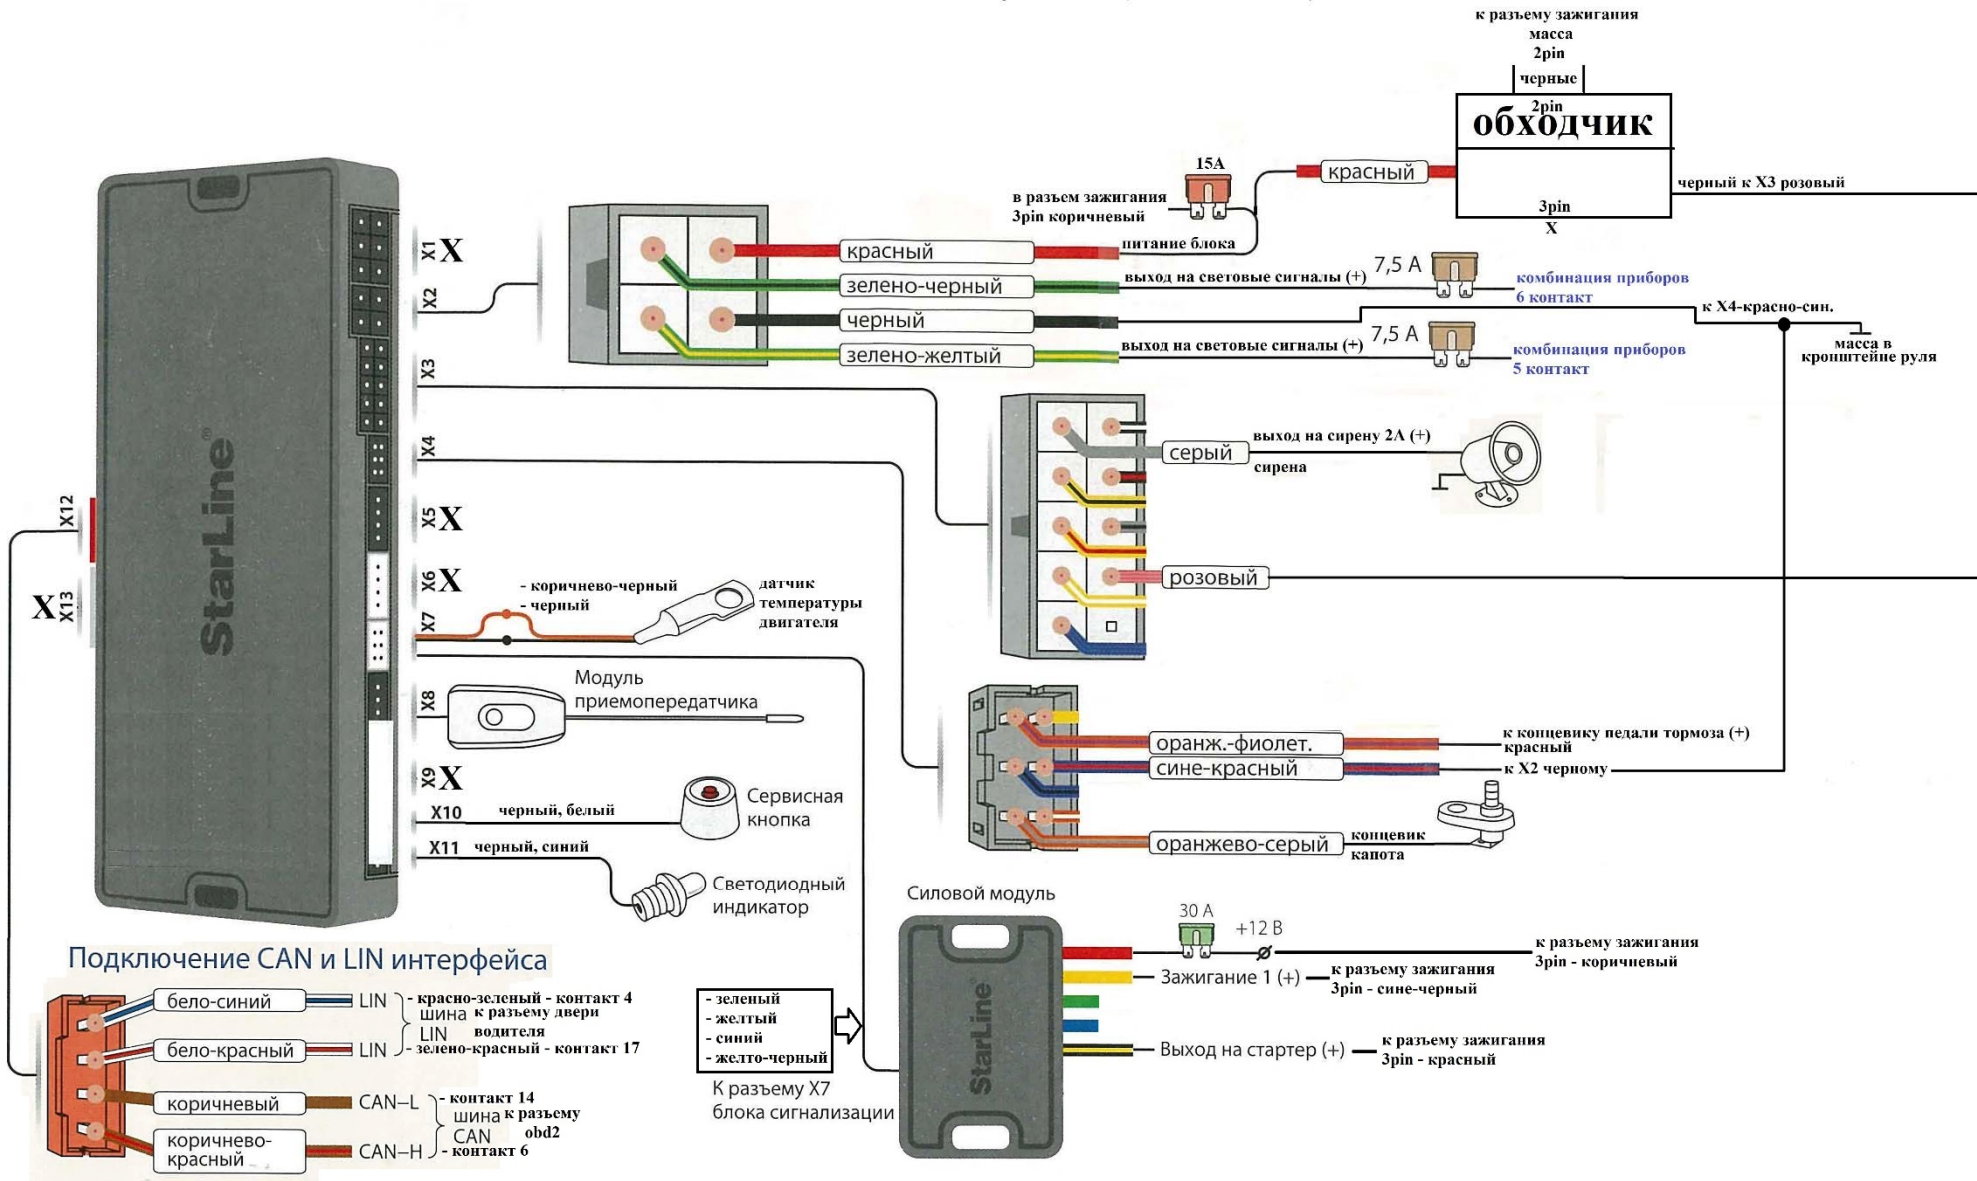 к разъему зажигания
масса
2pin
черные
2pin
обходчик
3pin
X
красный
черный к X3 розовый
15А
в разъем зажигания
3pin коричневый
красный
питание блока
зелено-черный
выход на световые сигналы (+)
7,5 А
комбинация приборов
6 контакт
черный
к X4-красно-син.
масса в
кронштейне руля
зелено-желтый
выход на световые сигналы (+)
7,5 А
комбинация приборов
5 контакт
X1 X
X2
X3
X4
X5 X
X6 X
X7
X8
X9 X
X10
X11
X12
X X13
StarLine®
серый
выход на сирену 2А (+)
сирена
розовый
- коричнево-черный
- черный
датчик
температуры
двигателя
Модуль
приемопередатчика
черный, белый
Сервисная
кнопка
черный, синий
Светодиодный
индикатор
оранж.-фиолет.
к концевику педали тормоза (+)
красный
сине-красный
к X2 черному
оранжево-серый
концевик
капота
Силовой модуль
StarLine®
30 А
+12 В
к разъему зажигания
3pin - коричневый
Зажигание 1 (+)
к разъему зажигания
3pin - сине-черный
Выход на стартер (+)
к разъему зажигания
3pin - красный
- зеленый
- желтый
- синий
- желто-черный
К разъему X7
блока сигнализации
Подключение CAN и LIN интерфейса
бело-синий
LIN
- красно-зеленый - контакт 4
шина к разъему двери
LIN водителя
бело-красный
LIN
- зелено-красный - контакт 17
коричневый
CAN–L
- контакт 14
шина к разъему
CAN obd2
коричнево-
красный
CAN–H
- контакт 6